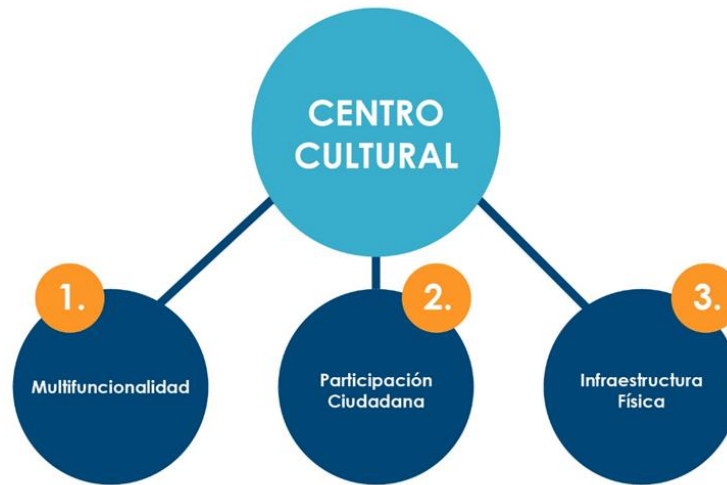 CENTRO
CULTURAL
1.
Multifuncionalidad
2.
Participación
Ciudadana
3.
Infraestructura
Física